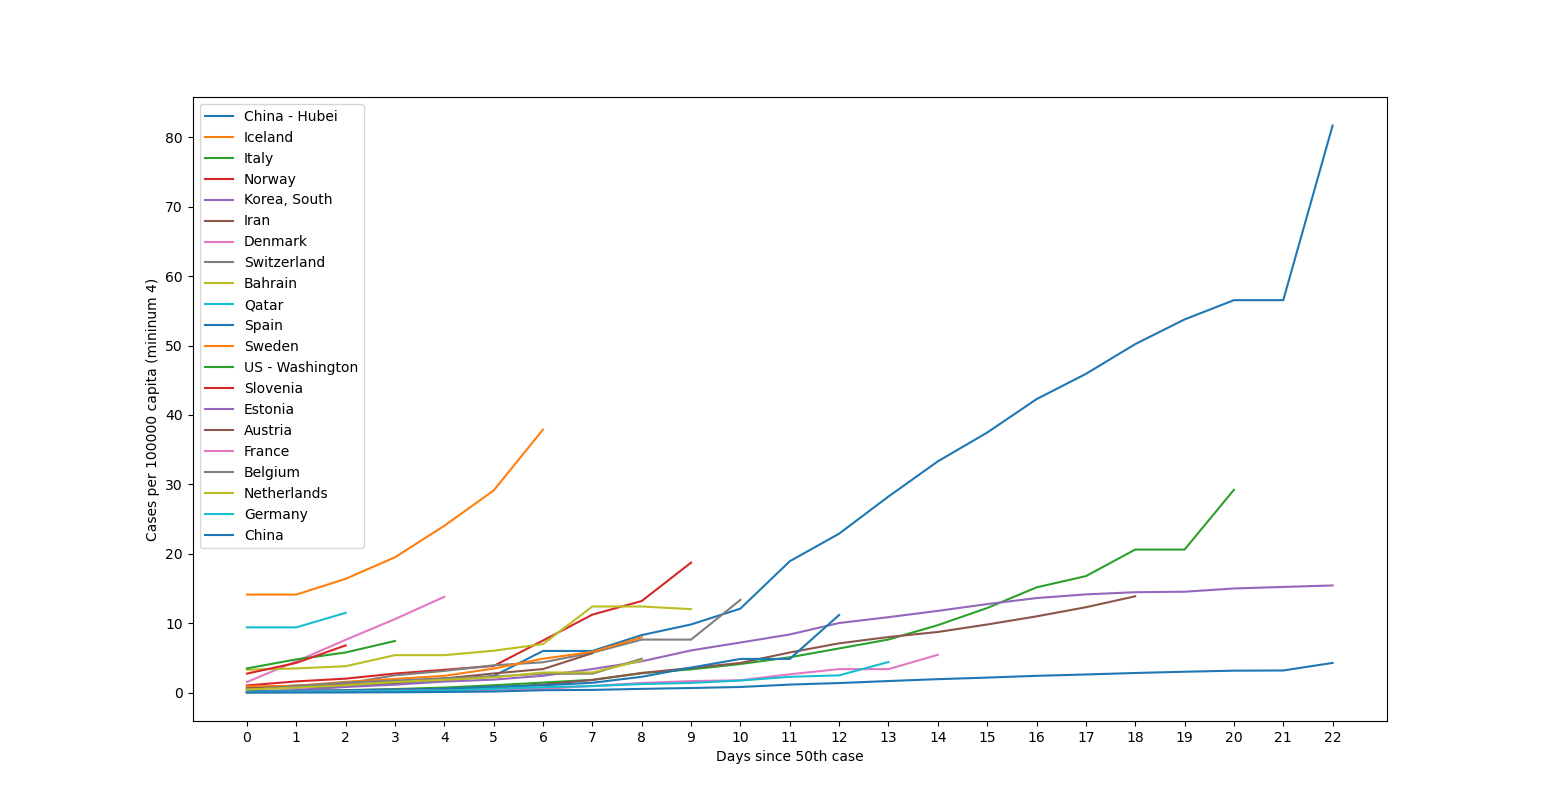 China - Hubei
Iceland
Italy
Norway
Korea, South
Iran
Denmark
Switzerland
Bahrain
Qatar
Spain
Sweden
US - Washington
Slovenia
Estonia
Austria
France
Belgium
Netherlands
Germany
China
80
70
60
50
40
30
20
10
0
Cases per 100000 capita (mininum 4)
0 1 2 3 4 5 6 7 8 9 10 11 12 13 14 15 16 17 18 19 20 21 22
Days since 50th case